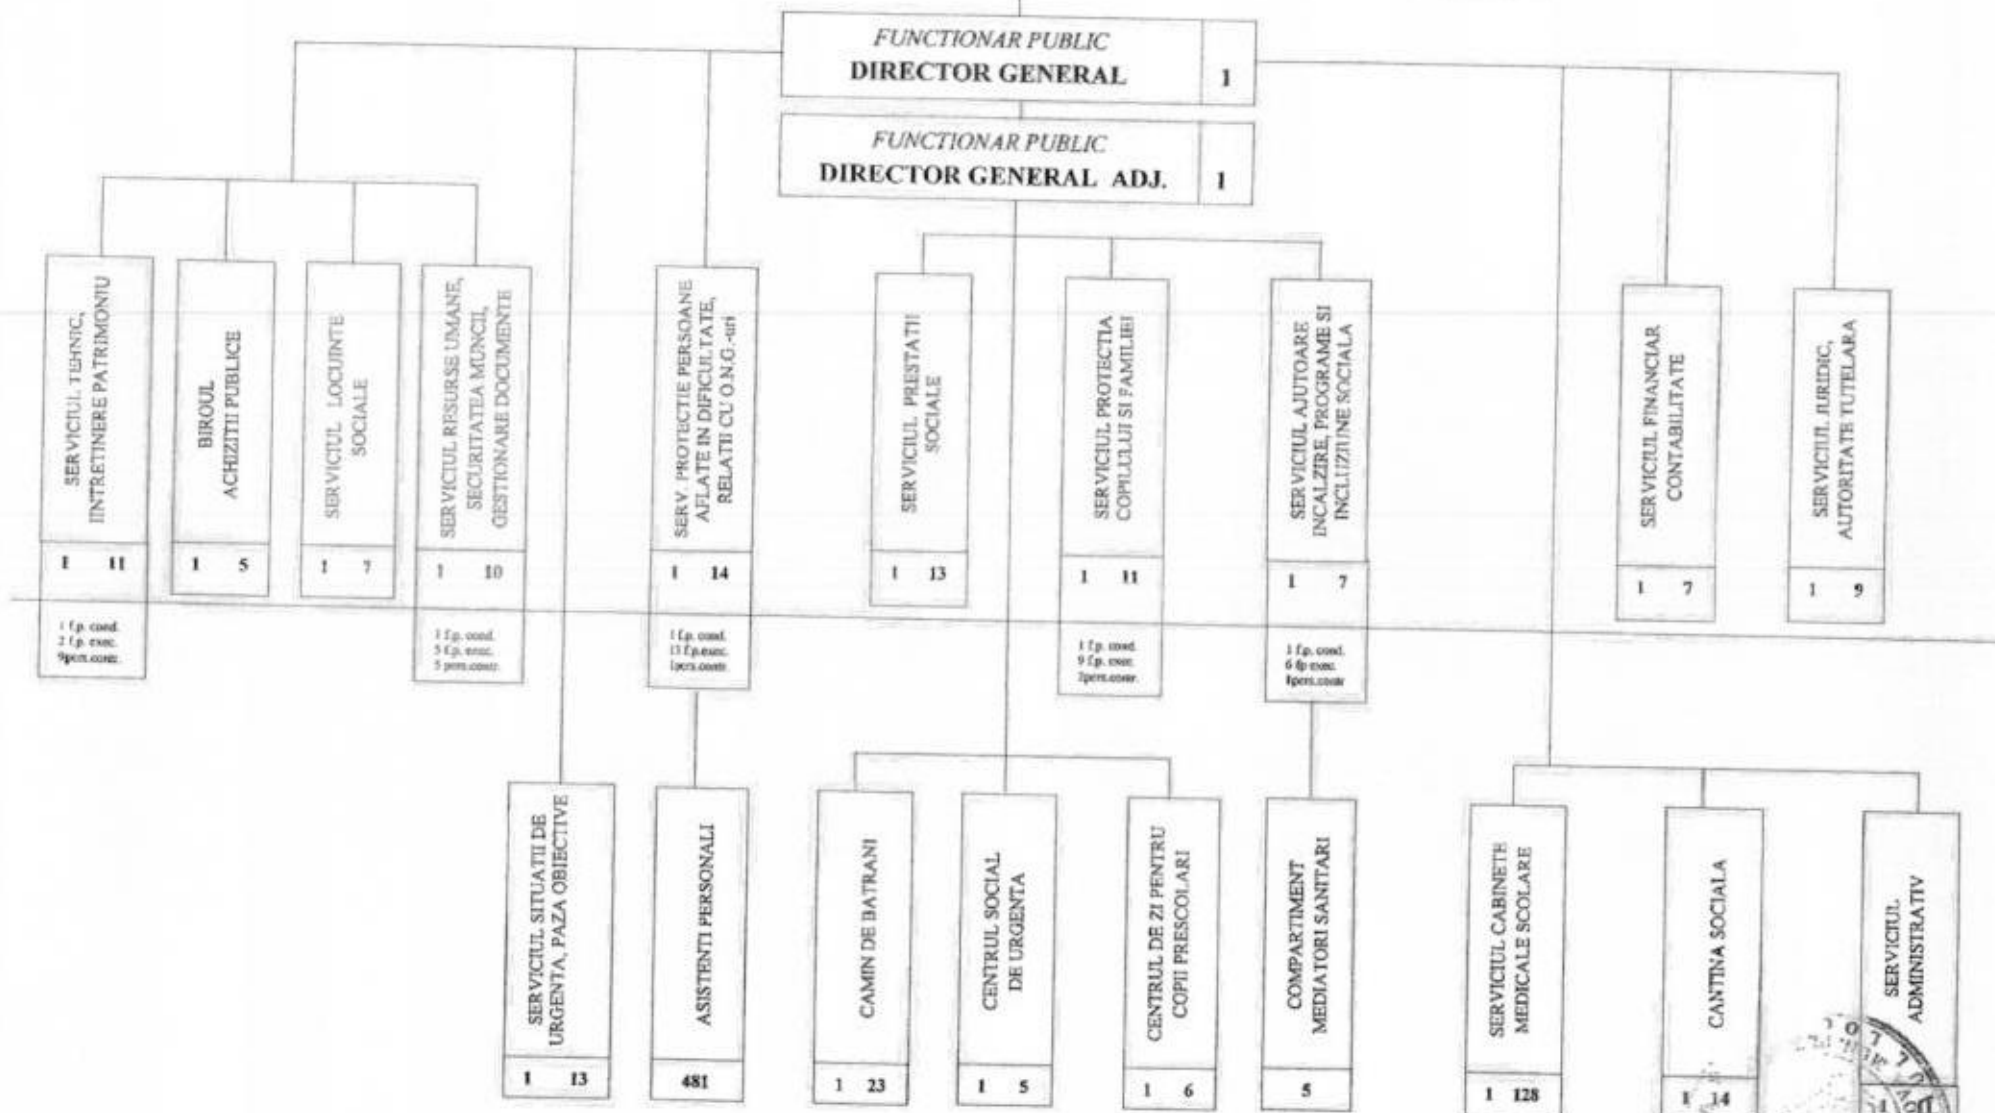 FUNCTIONAR PUBLIC
DIRECTOR GENERAL 1
FUNCTIONAR PUBLIC
DIRECTOR GENERAL ADJ. 1
SERVICIUL TEHNIC,
IINTRETINERE PATRIMONIU
1 11
1 f.p. cond.
2 f.p. exec.
9pers.contr.
BIROUL
ACHIZITII PUBLICE
1 5
SERVICIUL LOCUINTE
SOCIALE
1 7
SERVICIUL RESURSE UMANE,
SECURITATEA MUNCII,
GESTIONARE DOCUMENTE
1 10
1 f.p. cond.
5 f.p. exec.
5 pers.contr.
SERV. PROTECTIE PERSOANE
AFLATE IN DIFICULTATE,
RELATII CU O.N.G.-uri
1 14
1 f.p. cond.
13 f.p.exec.
1pers.contr.
SERVICIUL PRESTATII
SOCIALE
1 13
SERVICIUL PROTECTIA
COPILULUI SI FAMILIEI
1 11
1 f.p. cond.
9 f.p. exec.
2pers.contr.
SERVICIUL AJUTOARE
INCALZIRE, PROGRAME SI
INCLUZIUNE SOCIALA
1 7
1 f.p. cond.
6 fp exec.
1pers.contr
SERVICIUL FINANCIAR
CONTABILITATE
1 7
SERVICIUL JURIDIC,
AUTORITATE TUTELARA
1 9
SERVICIUL SITUATII DE
URGENTA, PAZA OBIECTIVE
1 13
ASISTENTI PERSONALI
481
CAMIN DE BATRANI
1 23
CENTRUL SOCIAL
DE URGENTA
1 5
CENTRUL DE ZI PENTRU
COPII PRESCOLARI
1 6
COMPARTIMENT
MEDIATORI SANITARI
5
SERVICIUL CABINETE
MEDICALE SCOLARE
1 128
CANTINA SOCIALA
1 14
SERVICIUL
ADMINISTRATIV